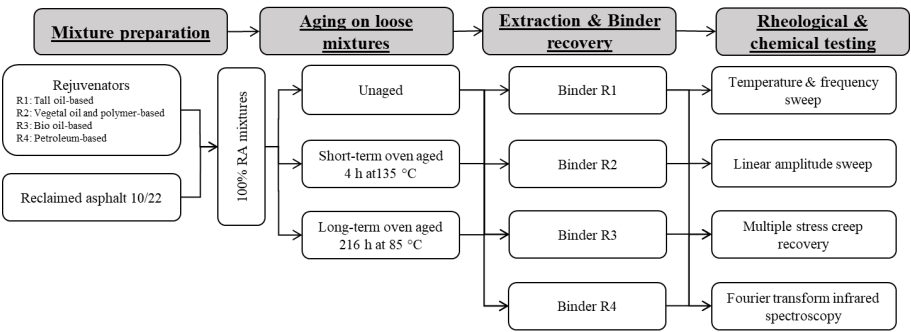 Mixture preparation
Aging on loose
mixtures
Extraction & Binder
recovery
Rheological &
chemical testing
Rejuvenators
R1: Tall oil-based
R2: Vegetal oil and polymer-based
R3: Bio oil-based
R4: Petroleum-based
Reclaimed asphalt 10/22
100% RA mixtures
Unaged
Short-term oven aged
4 h at135 °C
Long-term oven aged
216 h at 85 °C
Binder R1
Binder R2
Binder R3
Binder R4
Temperature & frequency
sweep
Linear amplitude sweep
Multiple stress creep
recovery
Fourier transform infrared
spectroscopy